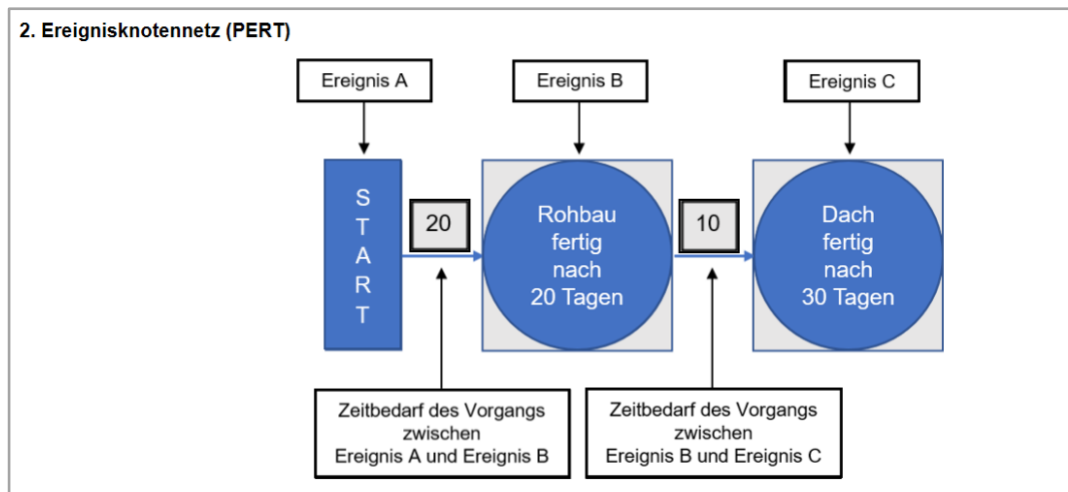 2. Ereignisknotennetz (PERT)
Ereignis A
Ereignis B
Ereignis C
S
T
A
R
T
20
Rohbau
fertig
nach
20 Tagen
10
Dach
fertig
nach
30 Tagen
Zeitbedarf des Vorgangs
zwischen
Ereignis A und Ereignis B
Zeitbedarf des Vorgangs
zwischen
Ereignis B und Ereignis C